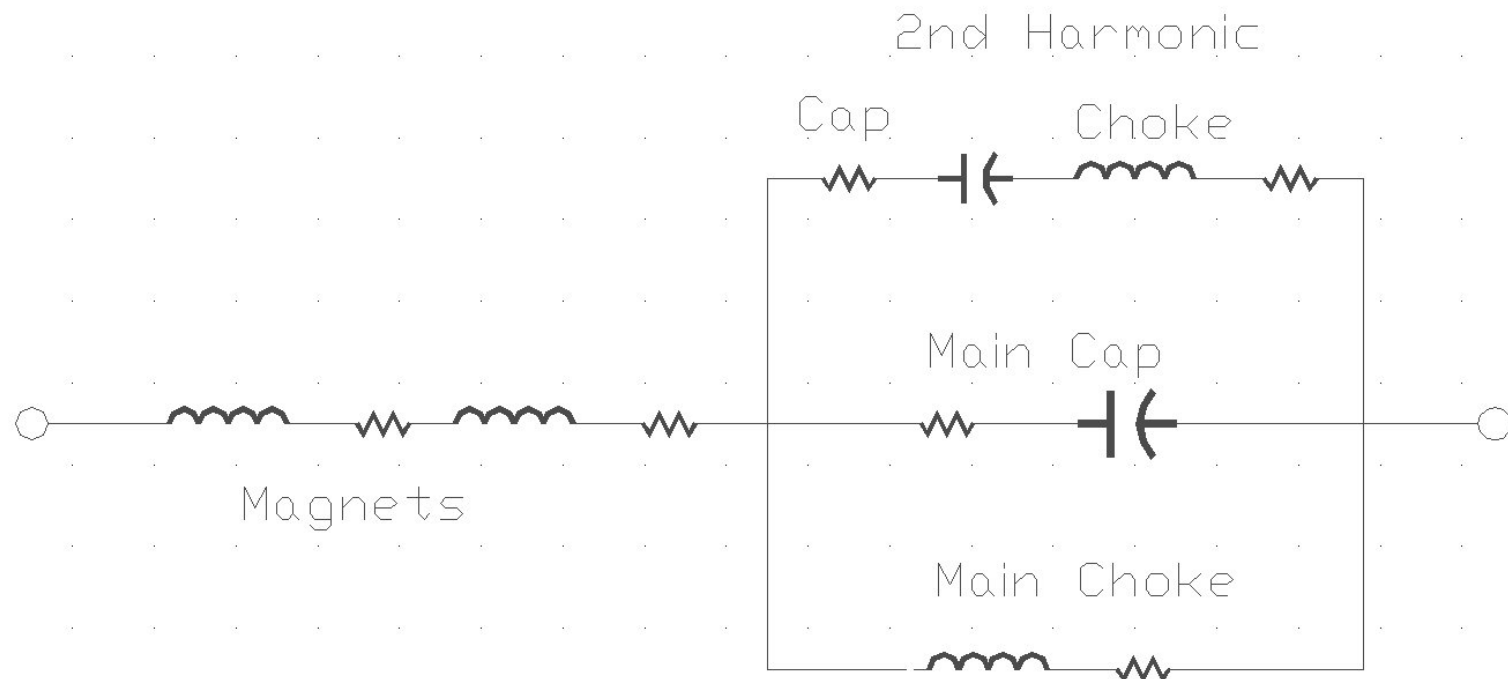 2nd Harmonic
Cap
Choke
Main Cap
Magnets
Main Choke